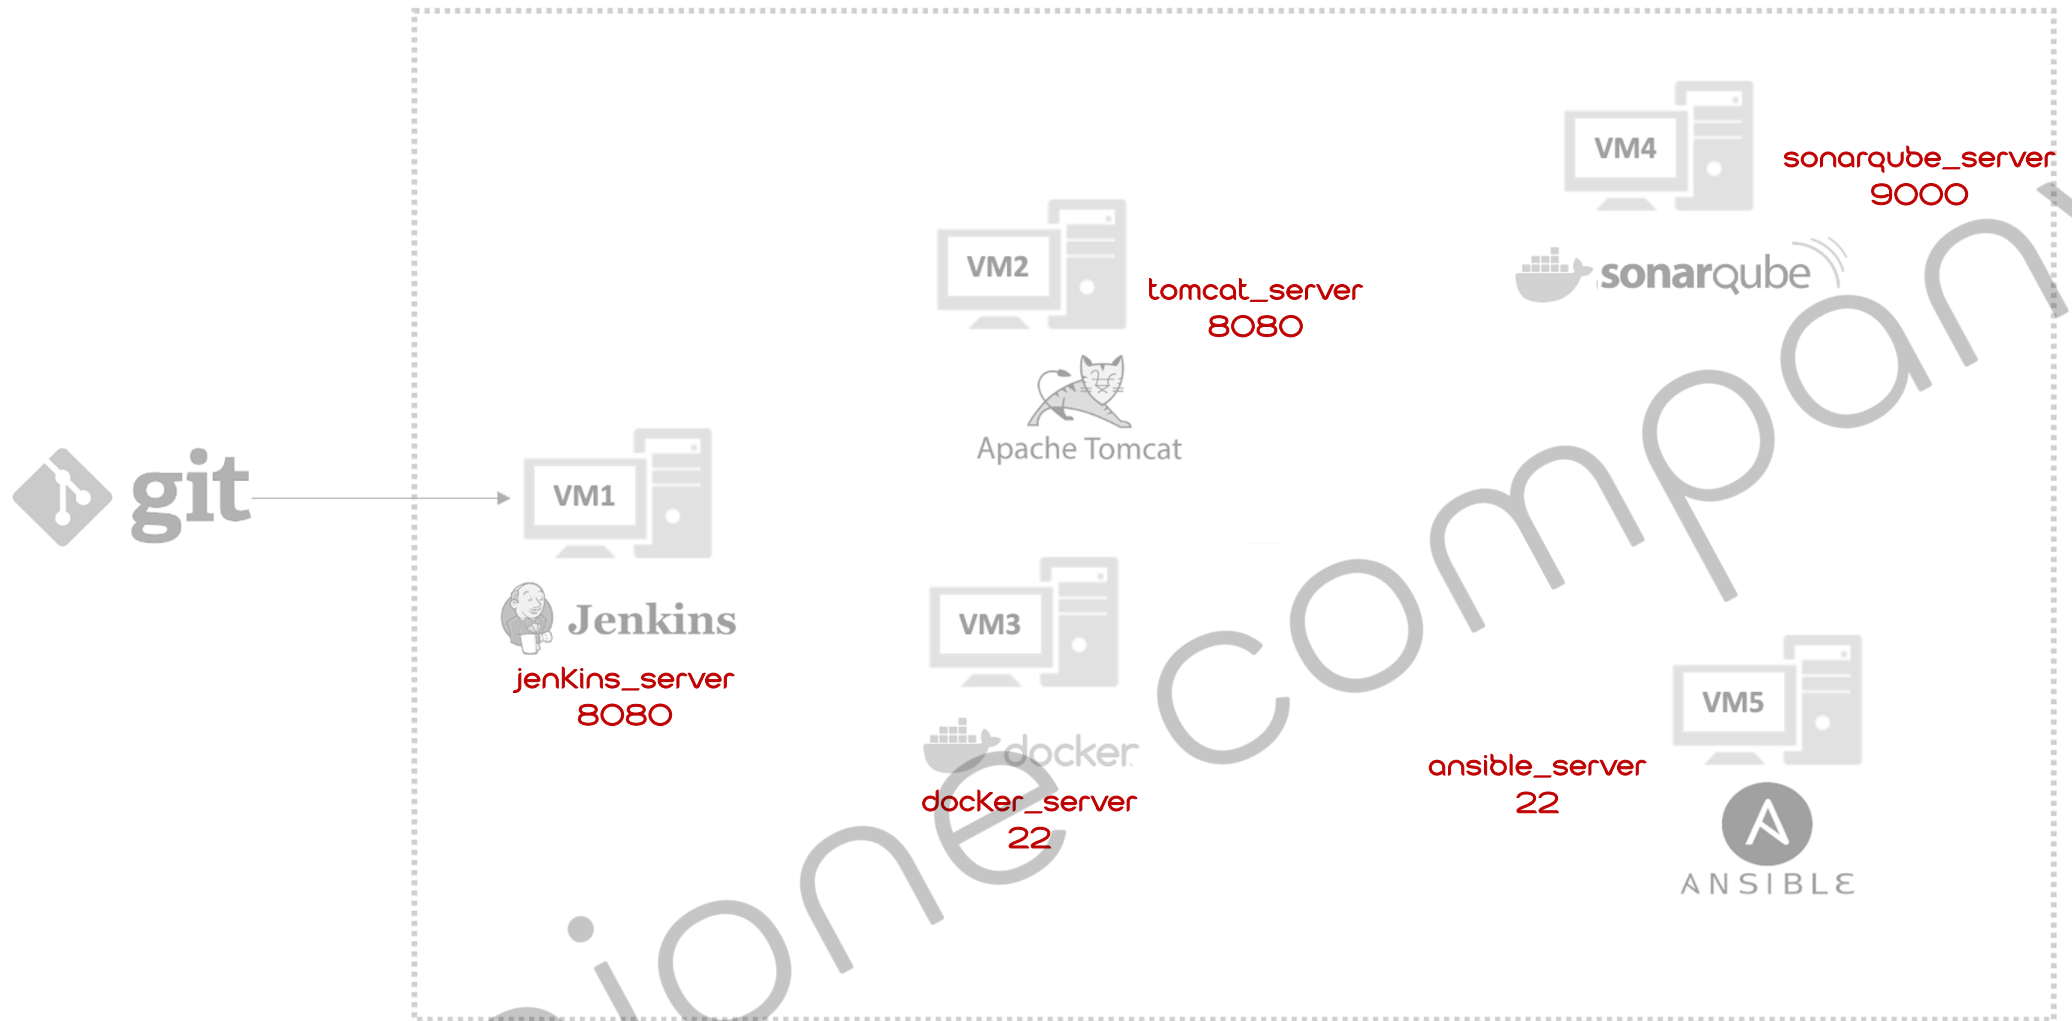 git
VM1
Jenkins
jenkins_server
8080
VM2
tomcat_server
8080
Apache Tomcat
VM3
docker
docker_server
22
VM4
sonarqube_server
9000
sonarqube
VM5
ansible_server
22
ANSIBLE
ione company